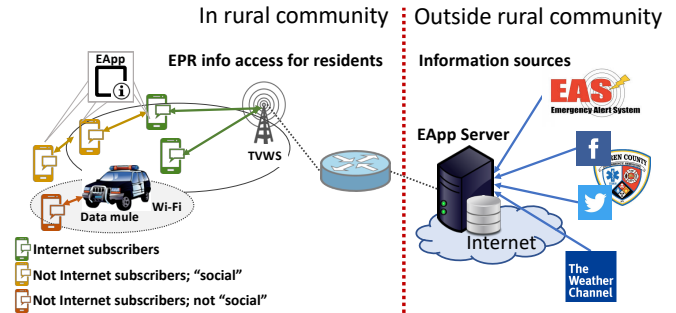 In rural community
Outside rural community
EApp
EPR info access for residents
Information sources
EAS
Emergency Alert System
EApp Server
TVWS
f
REN COUNTY
Wi-Fi
Data mule
Internet
Internet subscribers
Not Internet subscribers; “social”
Not Internet subscribers; not “social”
The
Weather
Channel